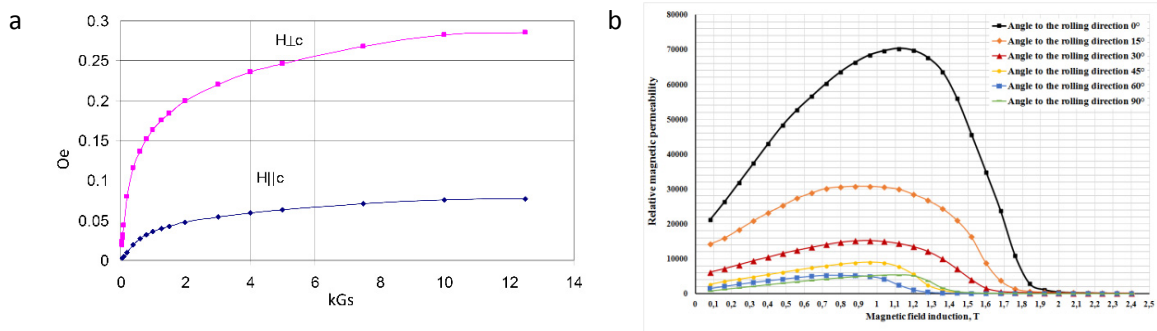 a
0.3
0.25
0.2
0.15
0.1
0.05
0
Oe
H⊥c
H||c
0 2 4 6 8 10 12 14
kGs
b
80000
70000
60000
50000
40000
30000
20000
10000
0
Relative magnetic permeability
Angle to the rolling direction 0°
Angle to the rolling direction 15°
Angle to the rolling direction 30°
Angle to the rolling direction 45°
Angle to the rolling direction 60°
Angle to the rolling direction 90°
0 0,1 0,2 0,3 0,4 0,5 0,6 0,7 0,8 0,9 1 1,1 1,2 1,3 1,4 1,5 1,6 1,7 1,8 1,9 2 2,1 2,2 2,3 2,4 2,5
Magnetic field induction, T